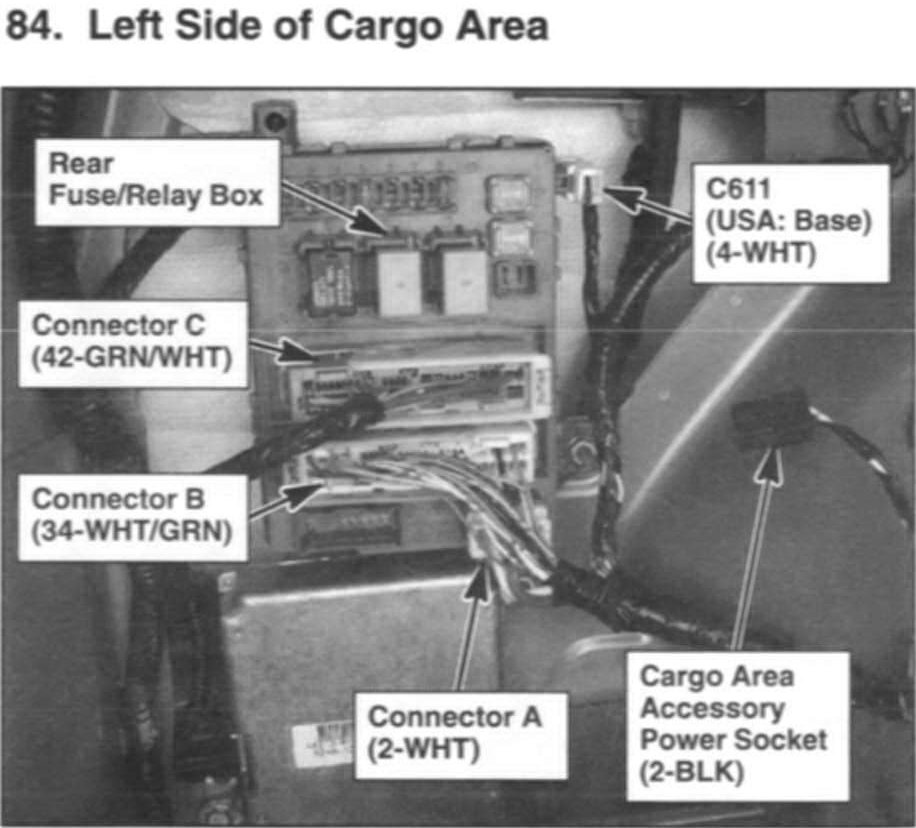 84. Left Side of Cargo Area
Rear
Fuse/Relay Box
C611
(USA: Base)
(4-WHT)
Connector C
(42-GRN/WHT)
Connector B
(34-WHT/GRN)
Connector A
(2-WHT)
Cargo Area
Accessory
Power Socket
(2-BLK)